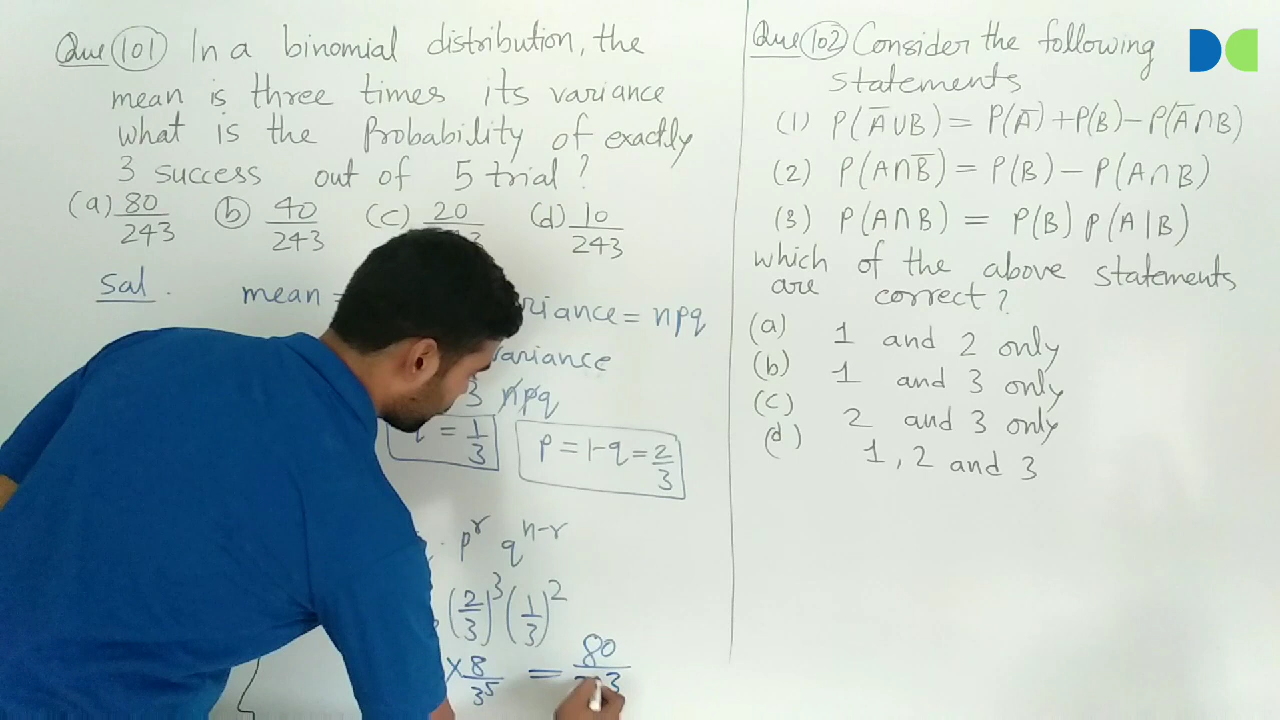 Que 101 In a binomial distribution, the
mean is three times its variance
what is the Probability of exactly
3 success out of 5 trial ?
(a) 80/243 (b) 40/243 (c) 20 (d) 10/243
Sal. mean = riance = npq
variance
3 npq
= 1/3 p = 1-q = 2/3
. p^r q^n-r
(2/3)^3 (1/3)^2
× 8/3^5 = 80
Que 102 Consider the following
statements
(1) P(A̅∪B) = P(A̅)+P(B)-P(A̅∩B)
(2) P(A∩B̅) = P(B) - P(A∩B)
(3) P(A∩B) = P(B) P(A|B)
which of the above statements
are correct ?
(a) 1 and 2 only
(b) 1 and 3 only
(c) 2 and 3 only
(d) 1, 2 and 3
DC